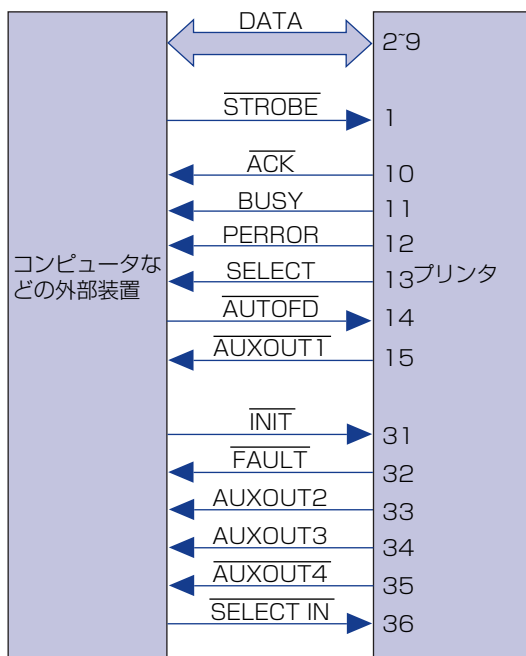 DATA
2~9
STROBE
1
ACK
10
BUSY
11
PERROR
12
コンピュータな
どの外部装置
SELECT
13プリンタ
AUTOFD
14
AUXOUT1
15
INIT
31
FAULT
32
AUXOUT2
33
AUXOUT3
34
AUXOUT4
35
SELECT IN
36